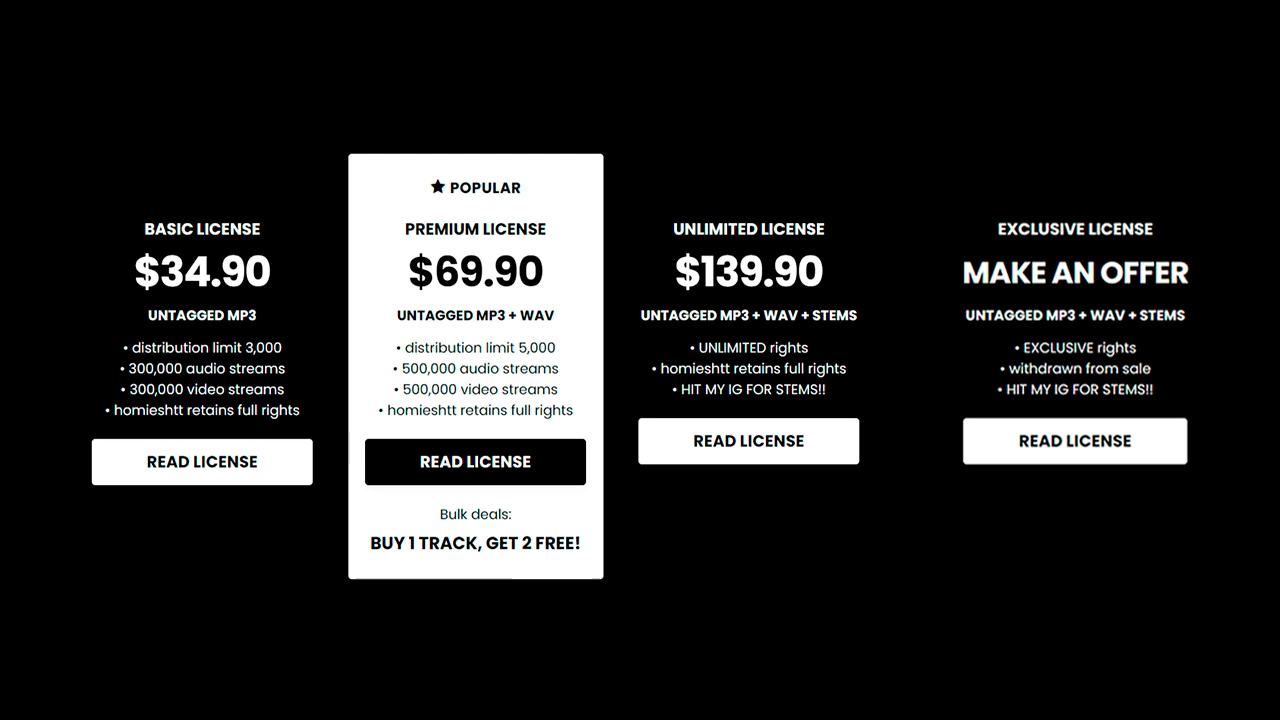 ★ POPULAR
BASIC LICENSE
$34.90
UNTAGGED MP3
• distribution limit 3,000
• 300,000 audio streams
• 300,000 video streams
• homieshtt retains full rights
READ LICENSE
PREMIUM LICENSE
$69.90
UNTAGGED MP3 + WAV
• distribution limit 5,000
• 500,000 audio streams
• 500,000 video streams
• homieshtt retains full rights
READ LICENSE
Bulk deals:
BUY 1 TRACK, GET 2 FREE!
UNLIMITED LICENSE
$139.90
UNTAGGED MP3 + WAV + STEMS
• UNLIMITED rights
• homieshtt retains full rights
• HIT MY IG FOR STEMS!!
READ LICENSE
EXCLUSIVE LICENSE
MAKE AN OFFER
UNTAGGED MP3 + WAV + STEMS
• EXCLUSIVE rights
• withdrawn from sale
• HIT MY IG FOR STEMS!!
READ LICENSE